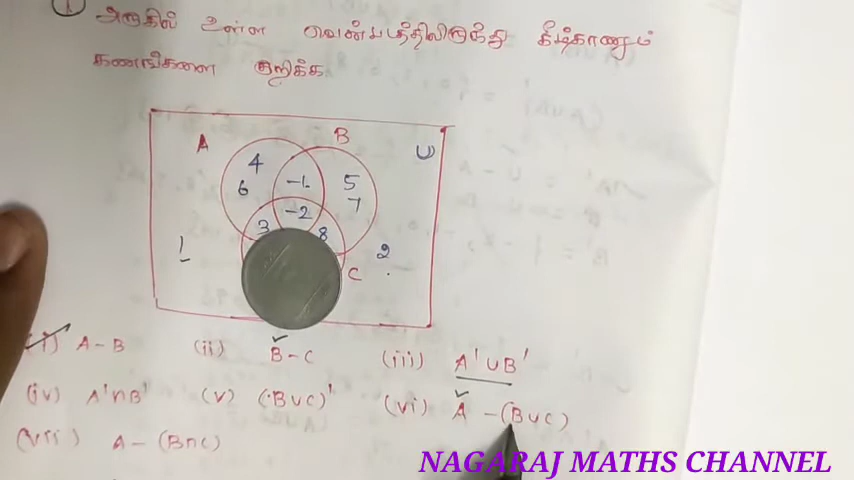 ① அருகில் உள்ள வென்படத்திலிருந்து கீழ்காணும்
கணங்களை குறிக்க
A B U
4 6 -1 5 7
-2
3 8
1 2
C
(i) A - B (ii) B - C (iii) A' ∪ B'
(iv) A' ∩ B' (v) (B ∪ C)' (vi) A - (B ∪ C)
(vii) A - (B ∩ C)
NAGARAJ MATHS CHANNEL